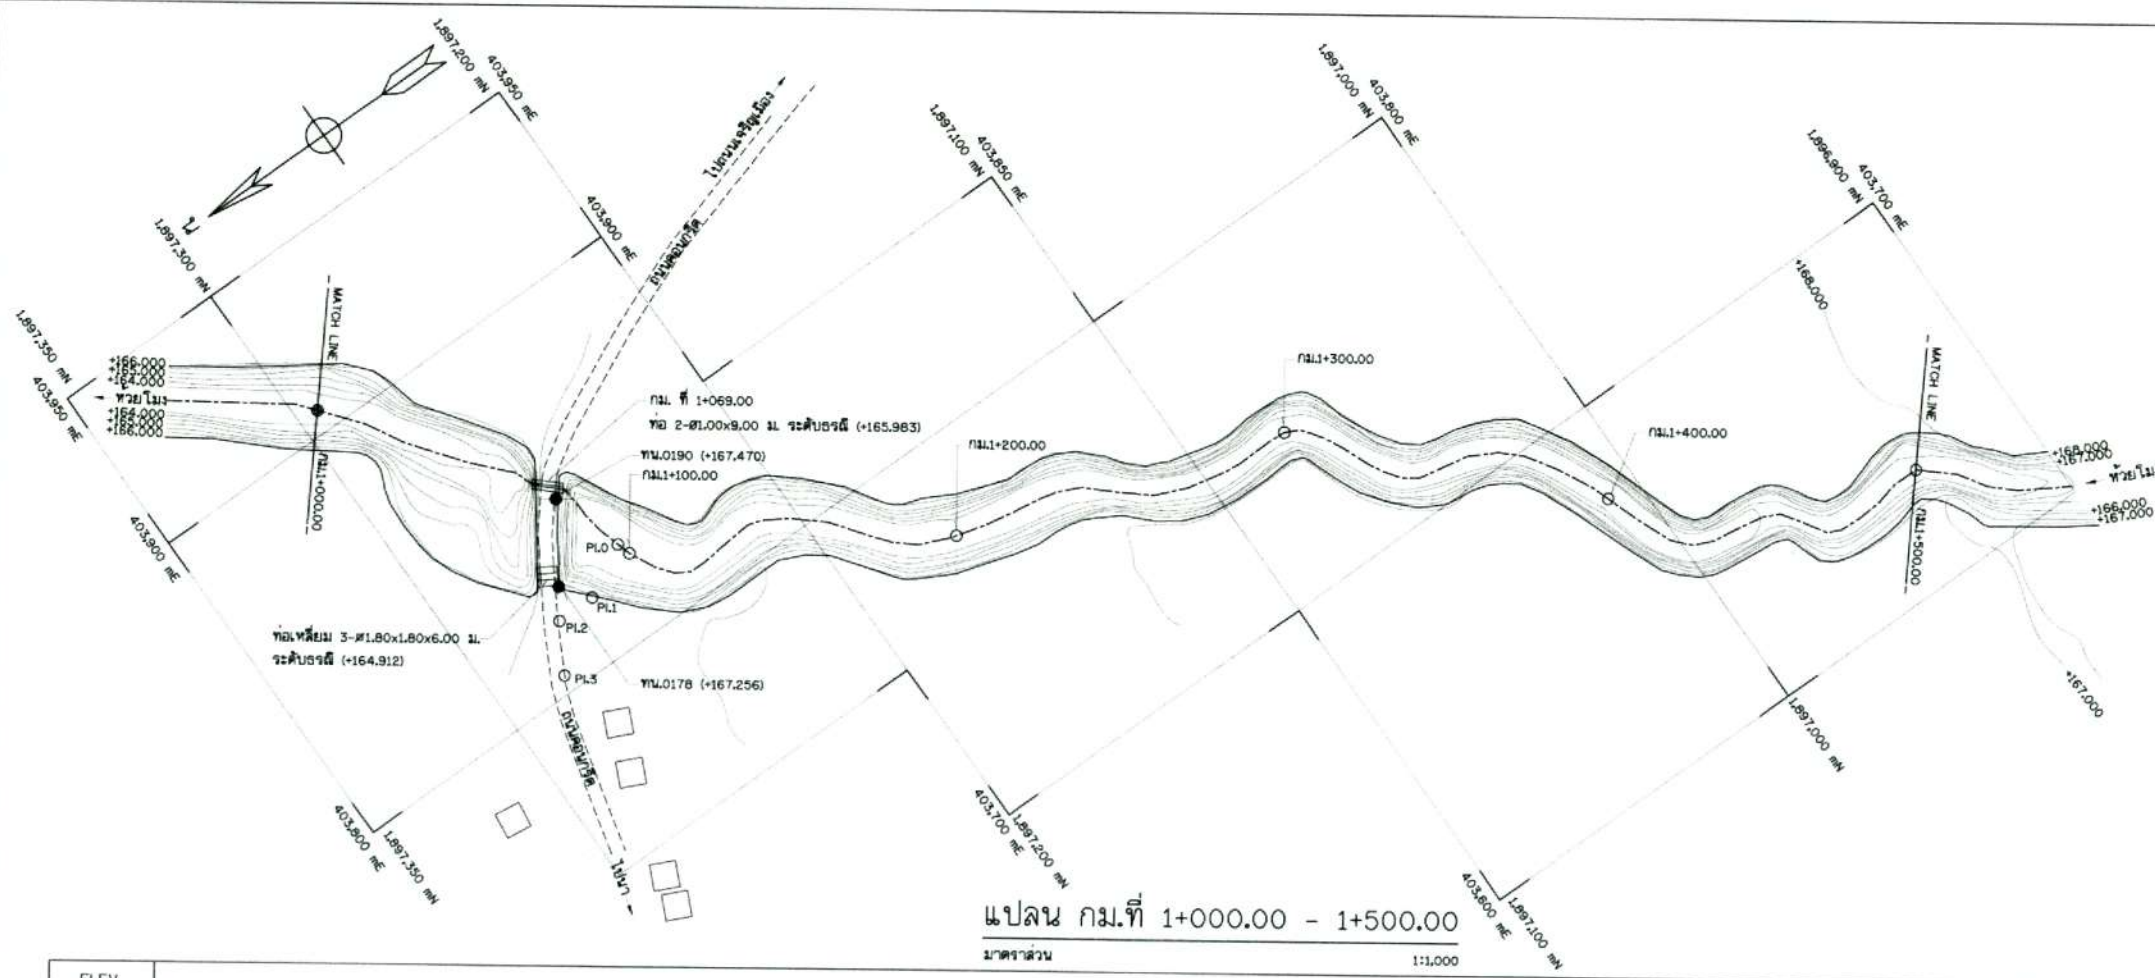 1,897,200 mN
403,950 mE
น
1,897,300 mN
403,900 mE
ไปถนนเจริญเมือง
ถนนคอนกรีต
1,897,100 mN
403,850 mE
1,897,000 mN
403,800 mE
1,896,900 mN
403,700 mE
+168.000
1,897,350 mN
403,950 mE
MATCH LINE
กม.1+000.00
+166.000
+165.000
+164.000
ห้วยโมง
+164.000
+165.000
+166.000
กม. ที่ 1+069.00
ท่อ 2-ø1.00x9.00 ม. ระดับธรณี (+165.983)
ทน.0190 (+167.470)
กม.1+100.00
กม.1+200.00
กม.1+300.00
กม.1+400.00
MATCH LINE
กม.1+500.00
+168.000
+167.000
ห้วยโม
+166.000
+167.000
403,900 mE
PI.0
PI.1
PI.2
PI.3
ท่อเหลี่ยม 3-1.80x1.80x6.00 ม.
ระดับธรณี (+164.912)
ทน.0178 (+167.256)
ถนนคอนกรีต
ไปนา
+167.000
1,897,000 mN
403,800 mE
1,897,350 mN
403,700 mE
1,897,200 mN
1,897,100 mN
แปลน กม.ที่ 1+000.00 - 1+500.00
มาตราส่วน 1:1,000